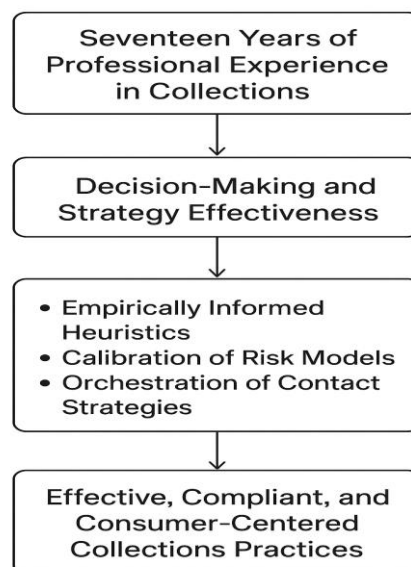 Seventeen Years of
Professional Experience
in Collections
Decision-Making and
Strategy Effectiveness
• Empirically Informed
Heuristics
• Calibration of Risk Models
• Orchestration of Contact
Strategies
Effective, Compliant, and
Consumer-Centered
Collections Practices